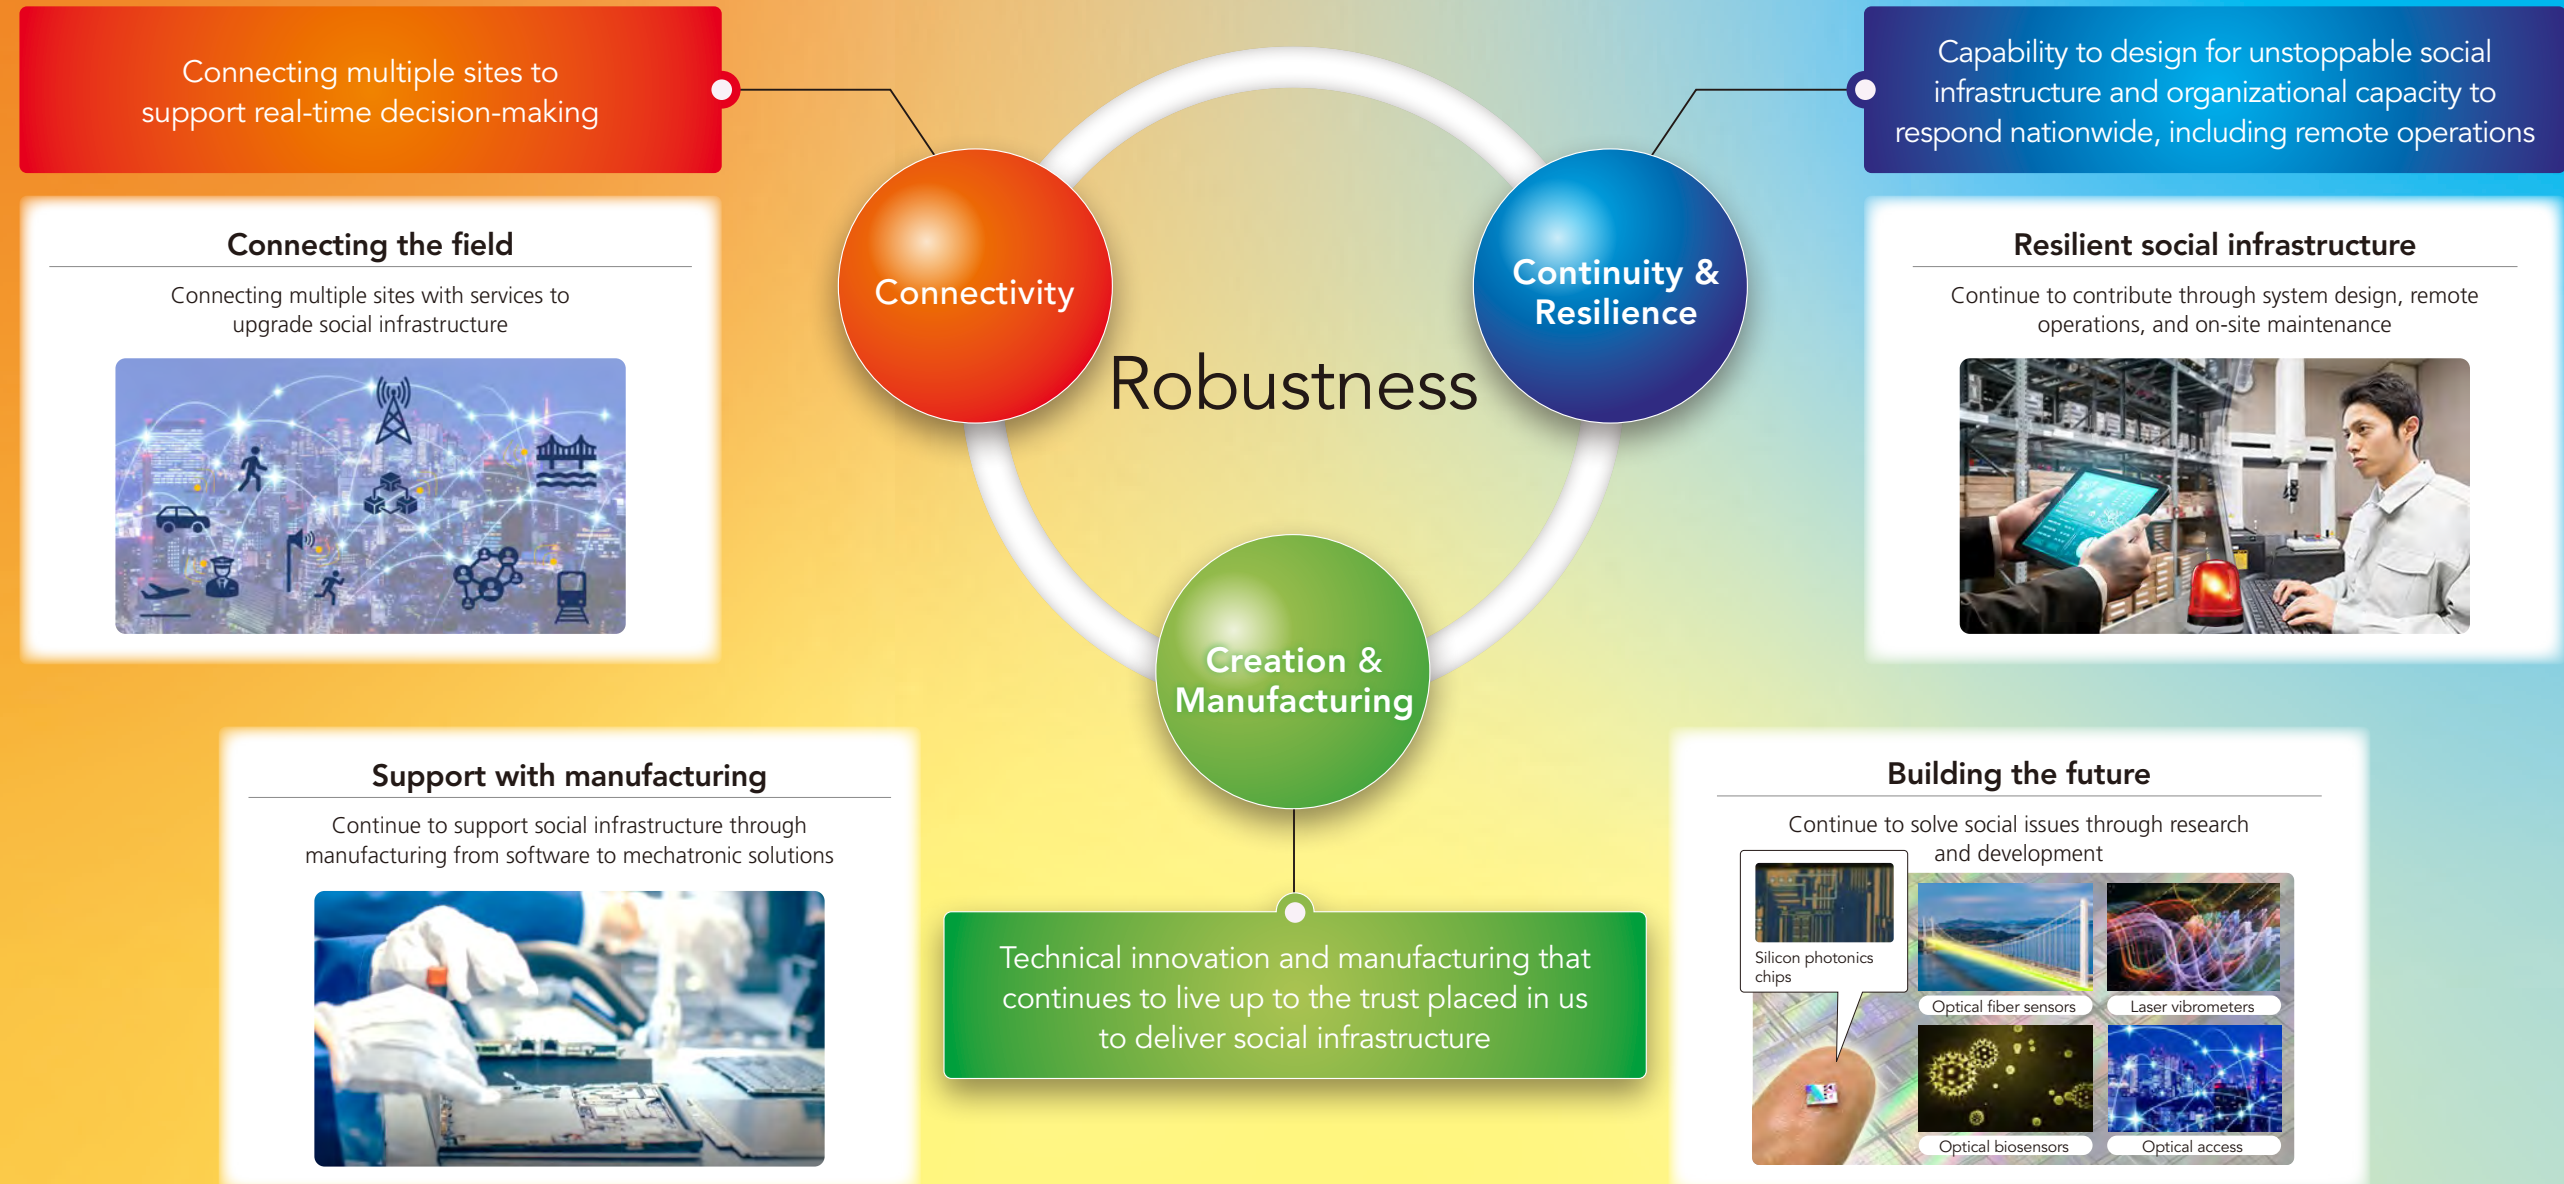 Connecting multiple sites to
support real-time decision-making
Capability to design for unstoppable social
infrastructure and organizational capacity to
respond nationwide, including remote operations
Connecting the field
Connecting multiple sites with services to
upgrade social infrastructure
Connectivity
Continuity &
Resilience
Robustness
Resilient social infrastructure
Continue to contribute through system design, remote
operations, and on-site maintenance
Creation &
Manufacturing
Support with manufacturing
Continue to support social infrastructure through
manufacturing from software to mechatronic solutions
Technical innovation and manufacturing that
continues to live up to the trust placed in us
to deliver social infrastructure
Building the future
Continue to solve social issues through research
and development
Silicon photonics
chips
Optical fiber sensors
Laser vibrometers
Optical biosensors
Optical access